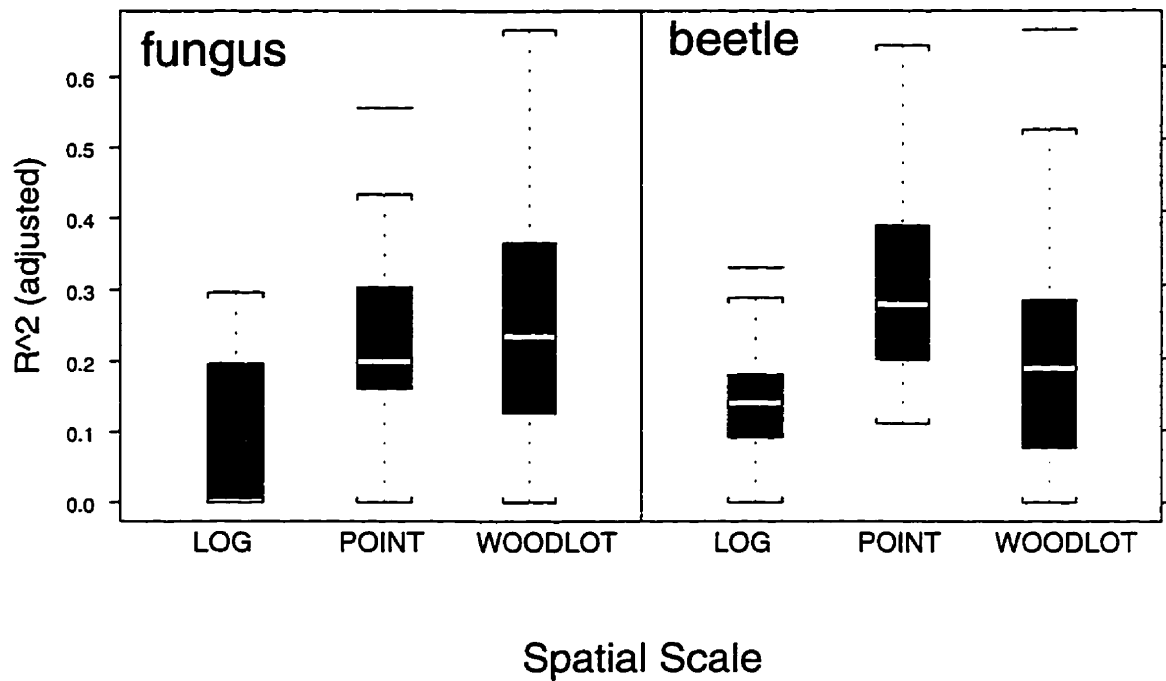 fungus
beetle
R^2 (adjusted)
0.6
0.5
0.4
0.3
0.2
0.1
0.0
LOG POINT WOODLOT LOG POINT WOODLOT
Spatial Scale